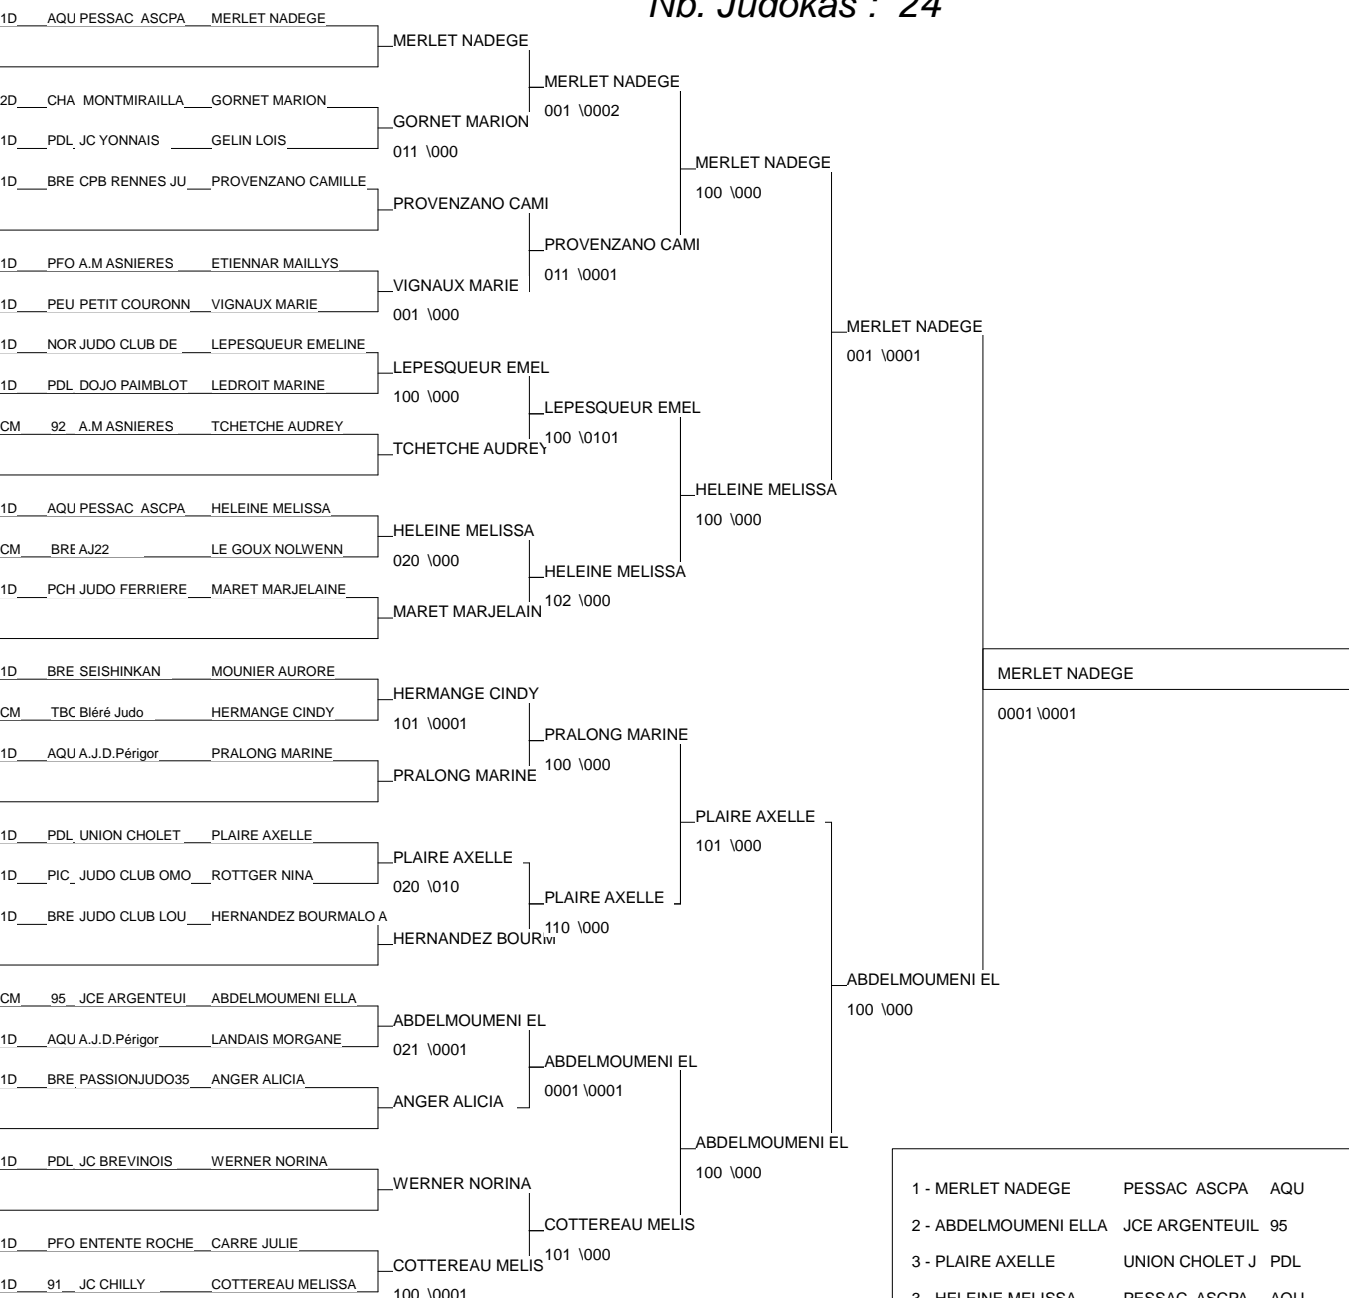 Nb. Judokas : 24
1D AQU PESSAC ASCPA MERLET NADEGE
MERLET NADEGE
MERLET NADEGE
001 \0002
2D CHA MONTMIRAILLA GORNET MARION
GORNET MARION
011 \000
1D PDL JC YONNAIS GELIN LOIS
MERLET NADEGE
100 \000
1D BRE CPB RENNES JU PROVENZANO CAMILLE
PROVENZANO CAMI
PROVENZANO CAMI
011 \0001
1D PFO A.M ASNIERES ETIENNAR MAILLYS
VIGNAUX MARIE
001 \000
1D PEU PETIT COURONN VIGNAUX MARIE
MERLET NADEGE
001 \0001
1D NOR JUDO CLUB DE LEPESQUEUR EMELINE
LEPESQUEUR EMEL
100 \000
1D PDL DOJO PAIMBLOT LEDROIT MARINE
LEPESQUEUR EMEL
100 \0101
CM 92 A.M ASNIERES TCHETCHE AUDREY
TCHETCHE AUDREY
HELEINE MELISSA
100 \000
1D AQU PESSAC ASCPA HELEINE MELISSA
HELEINE MELISSA
020 \000
CM BRE AJ22 LE GOUX NOLWENN
HELEINE MELISSA
102 \000
1D PCH JUDO FERRIERE MARET MARJELAINE
MARET MARJELAIN
MERLET NADEGE
0001 \0001
1D BRE SEISHINKAN MOUNIER AURORE
HERMANGE CINDY
101 \0001
CM TBC Bléré Judo HERMANGE CINDY
PRALONG MARINE
100 \000
1D AQU A.J.D.Périgor PRALONG MARINE
PRALONG MARINE
PLAIRE AXELLE
101 \000
1D PDL UNION CHOLET PLAIRE AXELLE
PLAIRE AXELLE
020 \010
1D PIC JUDO CLUB OMO ROTTGER NINA
PLAIRE AXELLE
110 \000
1D BRE JUDO CLUB LOU HERNANDEZ BOURMALO A
HERNANDEZ BOURM
ABDELMOUMENI EL
100 \000
CM 95 JCE ARGENTEUI ABDELMOUMENI ELLA
ABDELMOUMENI EL
021 \0001
1D AQU A.J.D.Périgor LANDAIS MORGANE
ABDELMOUMENI EL
0001 \0001
1D BRE PASSIONJUDO35 ANGER ALICIA
ANGER ALICIA
ABDELMOUMENI EL
100 \000
1D PDL JC BREVINOIS WERNER NORINA
WERNER NORINA
COTTEREAU MELIS
101 \000
1D PFO ENTENTE ROCHE CARRE JULIE
COTTEREAU MELIS
100 \0001
1D 91 JC CHILLY COTTEREAU MELISSA
1 - MERLET NADEGE PESSAC ASCPA AQU
2 - ABDELMOUMENI ELLA JCE ARGENTEUIL 95
3 - PLAIRE AXELLE UNION CHOLET J PDL
3 - HELEINE MELISSA PESSAC ASCPA AQU